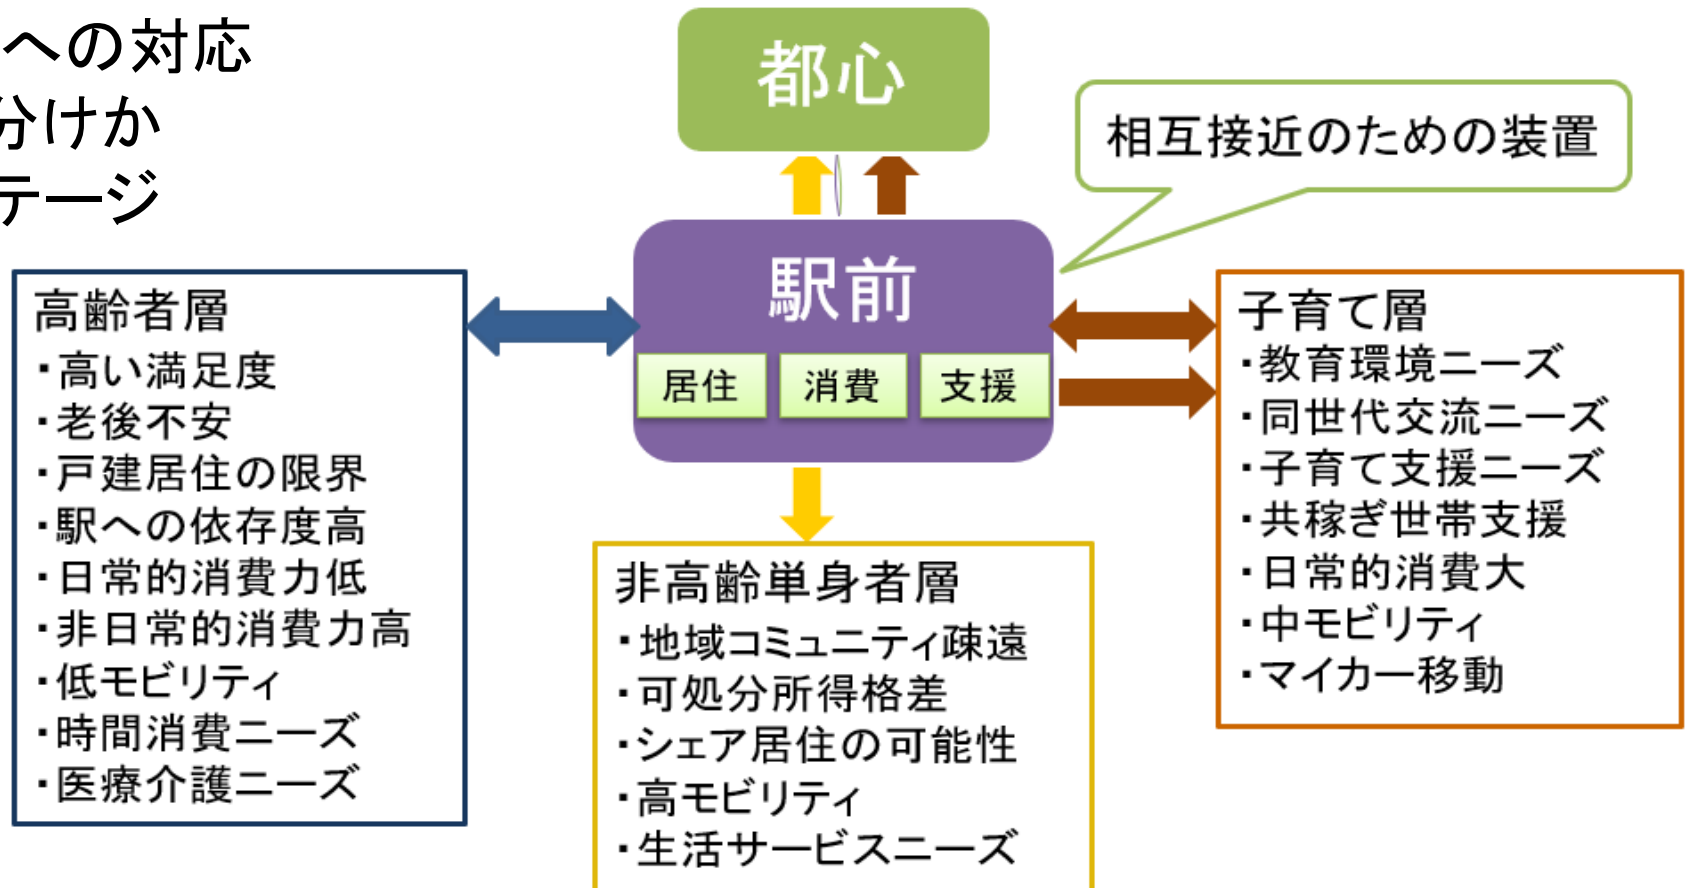 への対応
分けか
テージ
都心
相互接近のための装置
駅前
居住
消費
支援
高齢者層
・高い満足度
・老後不安
・戸建居住の限界
・駅への依存度高
・日常的消費力低
・非日常的消費力高
・低モビリティ
・時間消費ニーズ
・医療介護ニーズ
非高齢単身者層
・地域コミュニティ疎遠
・可処分所得格差
・シェア居住の可能性
・高モビリティ
・生活サービスニーズ
子育て層
・教育環境ニーズ
・同世代交流ニーズ
・子育て支援ニーズ
・共稼ぎ世帯支援
・日常的消費大
・中モビリティ
・マイカー移動